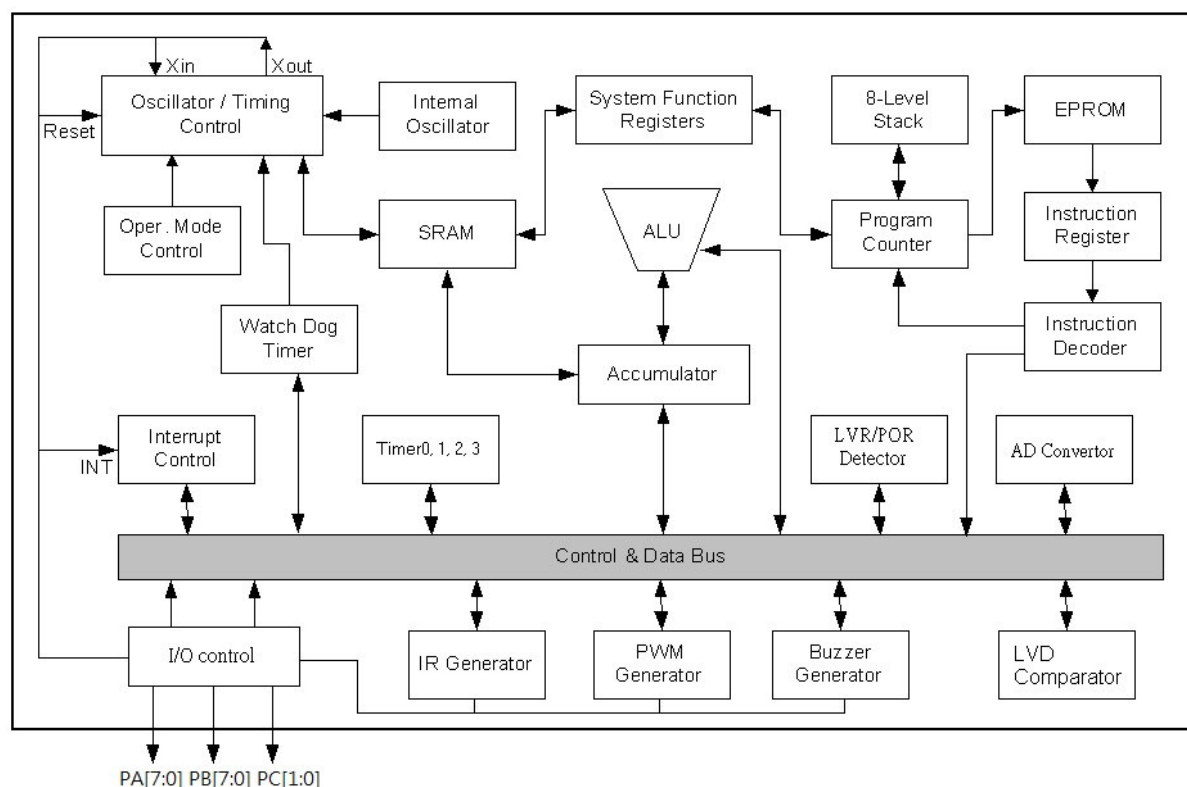 Xin
Xout
Oscillator / Timing
Control
Reset
Internal
Oscillator
System Function
Registers
8-Level
Stack
EPROM
Oper. Mode
Control
SRAM
ALU
Program
Counter
Instruction
Register
Watch Dog
Timer
Accumulator
Instruction
Decoder
Interrupt
Control
INT
Timer0, 1, 2, 3
LVR/POR
Detector
AD Convertor
Control & Data Bus
I/O control
IR Generator
PWM
Generator
Buzzer
Generator
LVD
Comparator
PA[7:0] PB[7:0] PC[1:0]